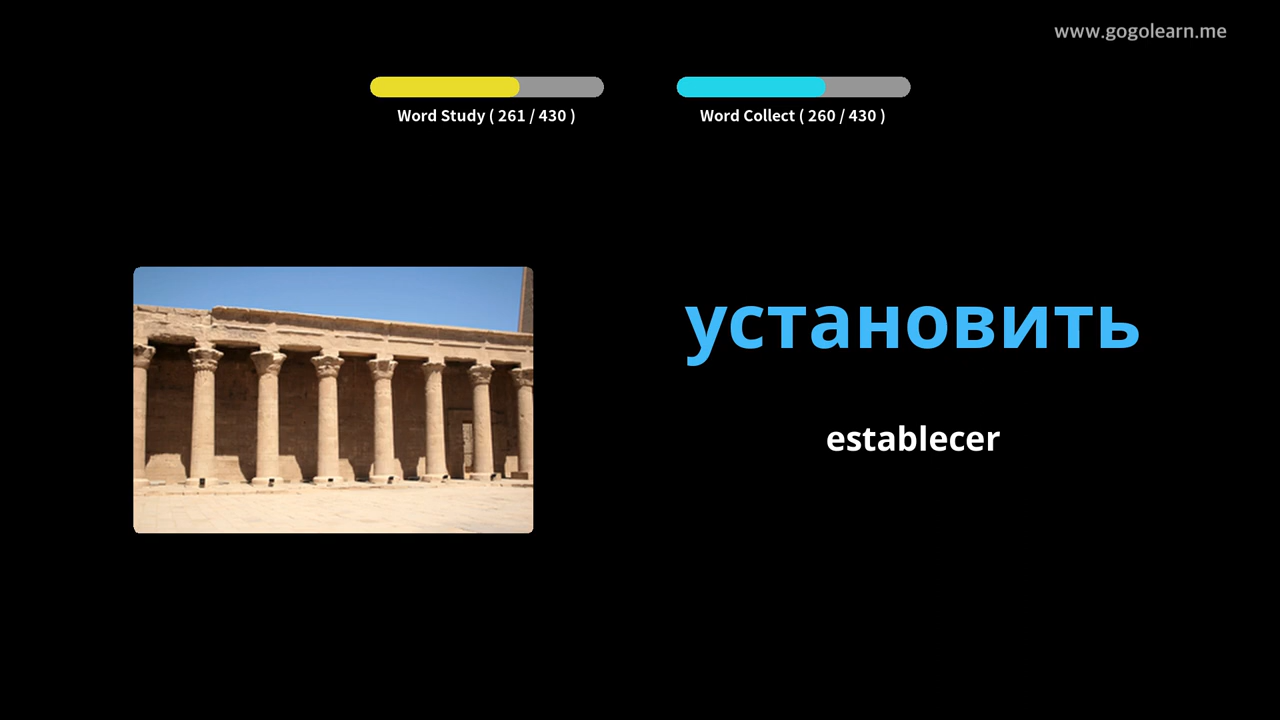 www.gogolearn.me
Word Study ( 261 / 430 )
Word Collect ( 260 / 430 )
установить
establecer